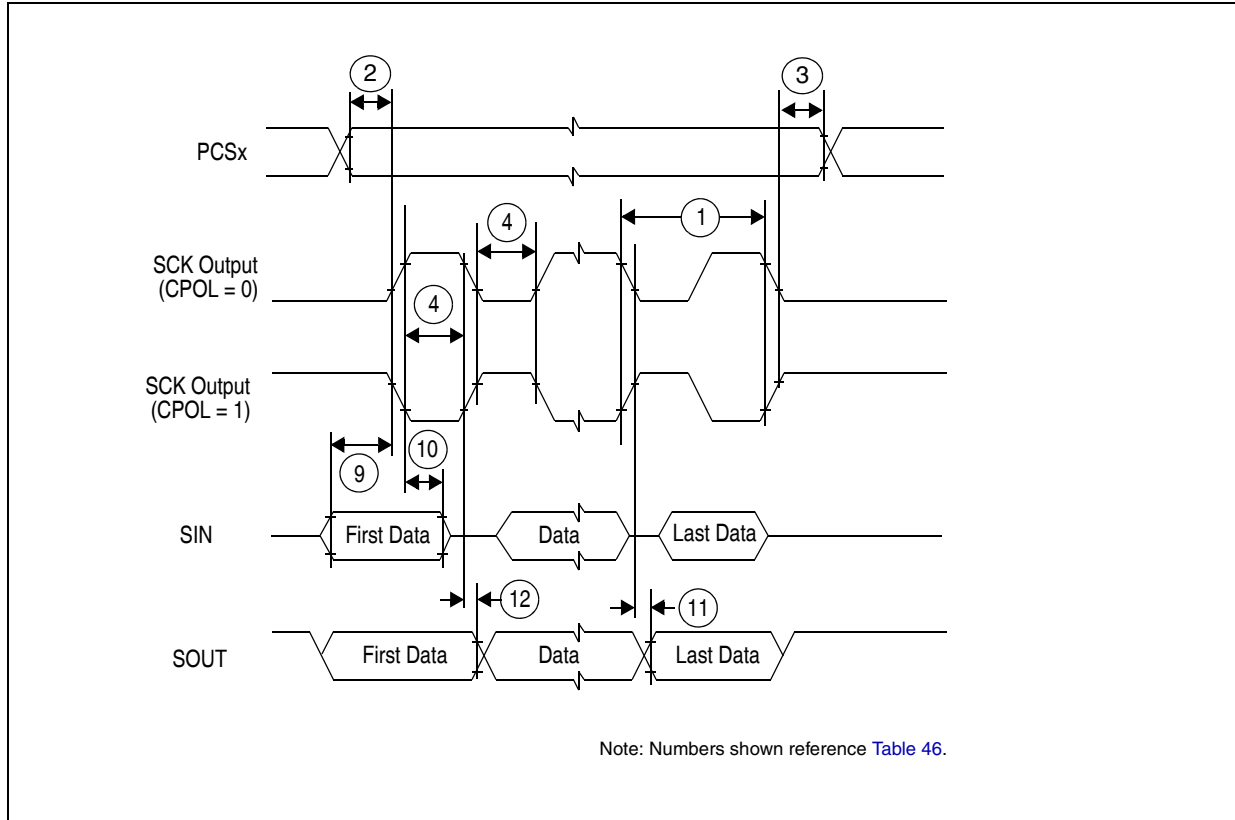 2
3
PCSx
1
4
SCK Output
(CPOL = 0)
4
SCK Output
(CPOL = 1)
10
9
SIN
First Data
Data
Last Data
12
11
SOUT
First Data
Data
Last Data
Note: Numbers shown reference Table 46.